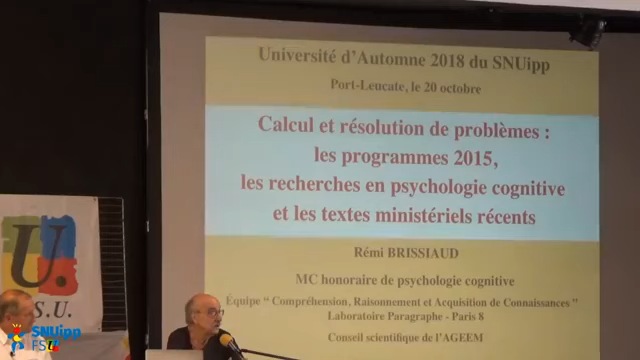 Université d'Automne 2018 du SNUipp
Port-Leucate, le 20 octobre
Calcul et résolution de problèmes :
les programmes 2015,
les recherches en psychologie cognitive
et les textes ministériels récents
Rémi BRISSIAUD
MC honoraire de psychologie cognitive
Équipe " Compréhension, Raisonnement et Acquisition de Connaissances "
Laboratoire Paragraphe - Paris 8
Conseil scientifique de l'AGEEM
U.
S.U.
SNUipp
FSU